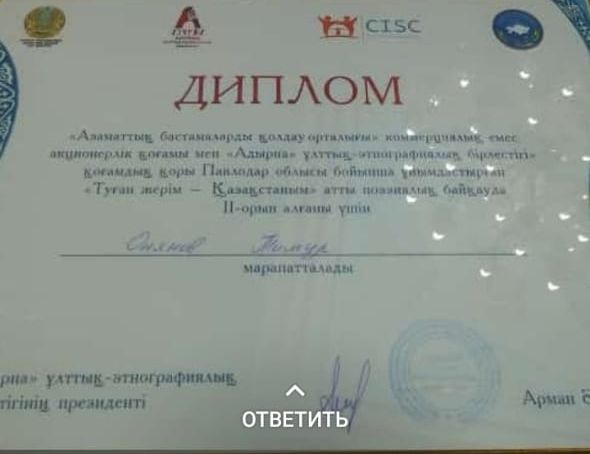 CISC
ДИПЛОМ
«Азаматтық бастамаларды қолдау орталығы» коммерциялық емес
акционерлік қоғамы мен «Адырна» ұлттық-этнографиялық бірлестігі»
қоғамдық қоры Павлодар облысы бойынша ұйымдастырған
«Туған жерім – Қазақстаным» атты поэзиялық байқауда
II-орын алғаны үшін
Тимур
марапатталады
рна» ұлттық-этнографиялық
тігінің президенті
Арман
ОТВЕТИТЬ